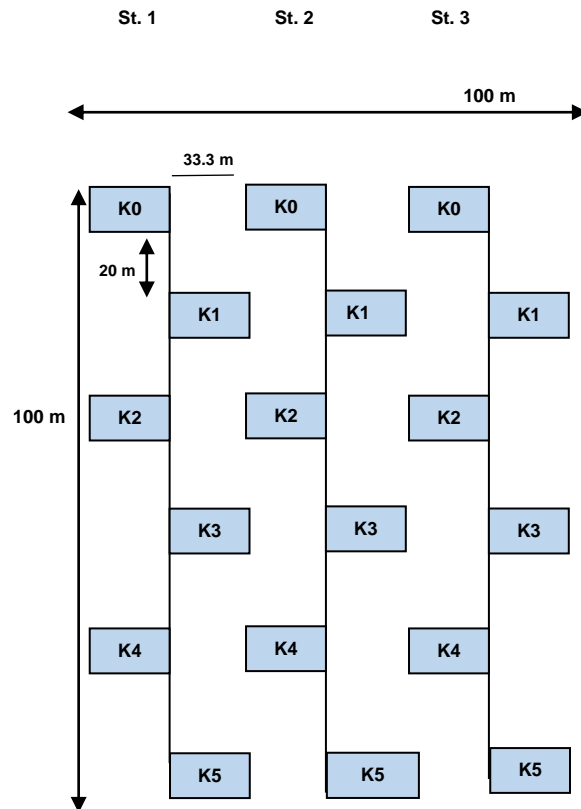 St. 1 St. 2 St. 3
100 m
33.3 m
K0 K0 K0
20 m
K1 K1 K1
100 m K2 K2 K2
K3 K3 K3
K4 K4 K4
K5 K5 K5